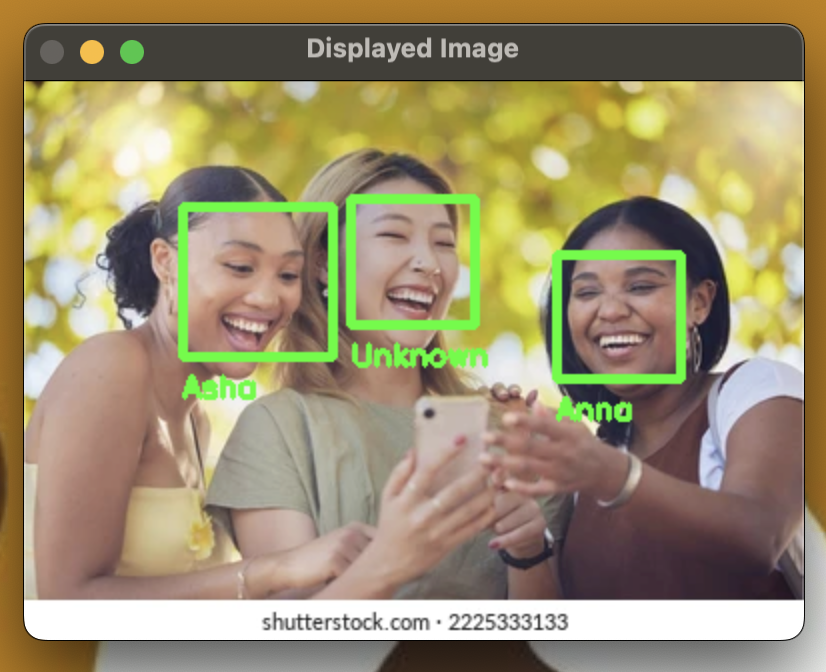 Displayed Image
Asha
Unknown
Anna
shutterstock.com · 2225333133